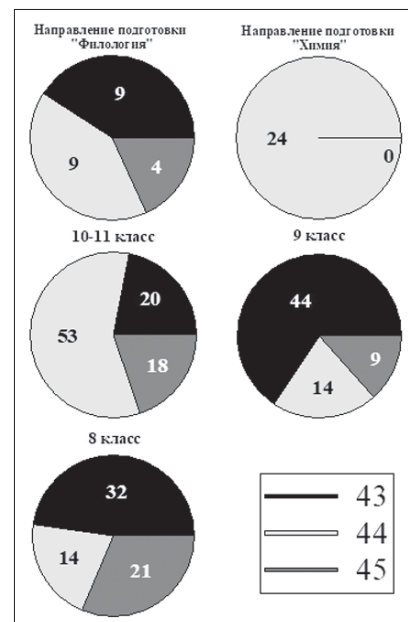 Направление подготовки
"Филология"
9
9
4
Направление подготовки
"Химия"
24
0
10-11 класс
20
53
18
9 класс
44
9
14
8 класс
32
14
21
43
44
45